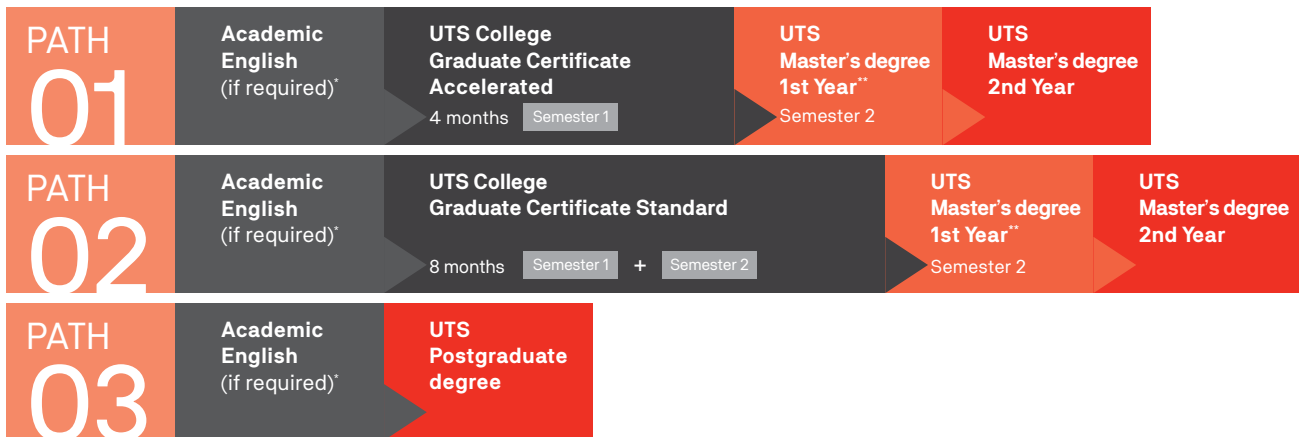 PATH
01
Academic
English
(if required)*
UTS College
Graduate Certificate
Accelerated
4 months Semester 1
UTS
Master's degree
1st Year**
Semester 2
UTS
Master's degree
2nd Year
PATH
02
Academic
English
(if required)*
UTS College
Graduate Certificate Standard
8 months Semester 1 + Semester 2
UTS
Master's degree
1st Year**
Semester 2
UTS
Master's degree
2nd Year
PATH
03
Academic
English
(if required)*
UTS
Postgraduate
degree